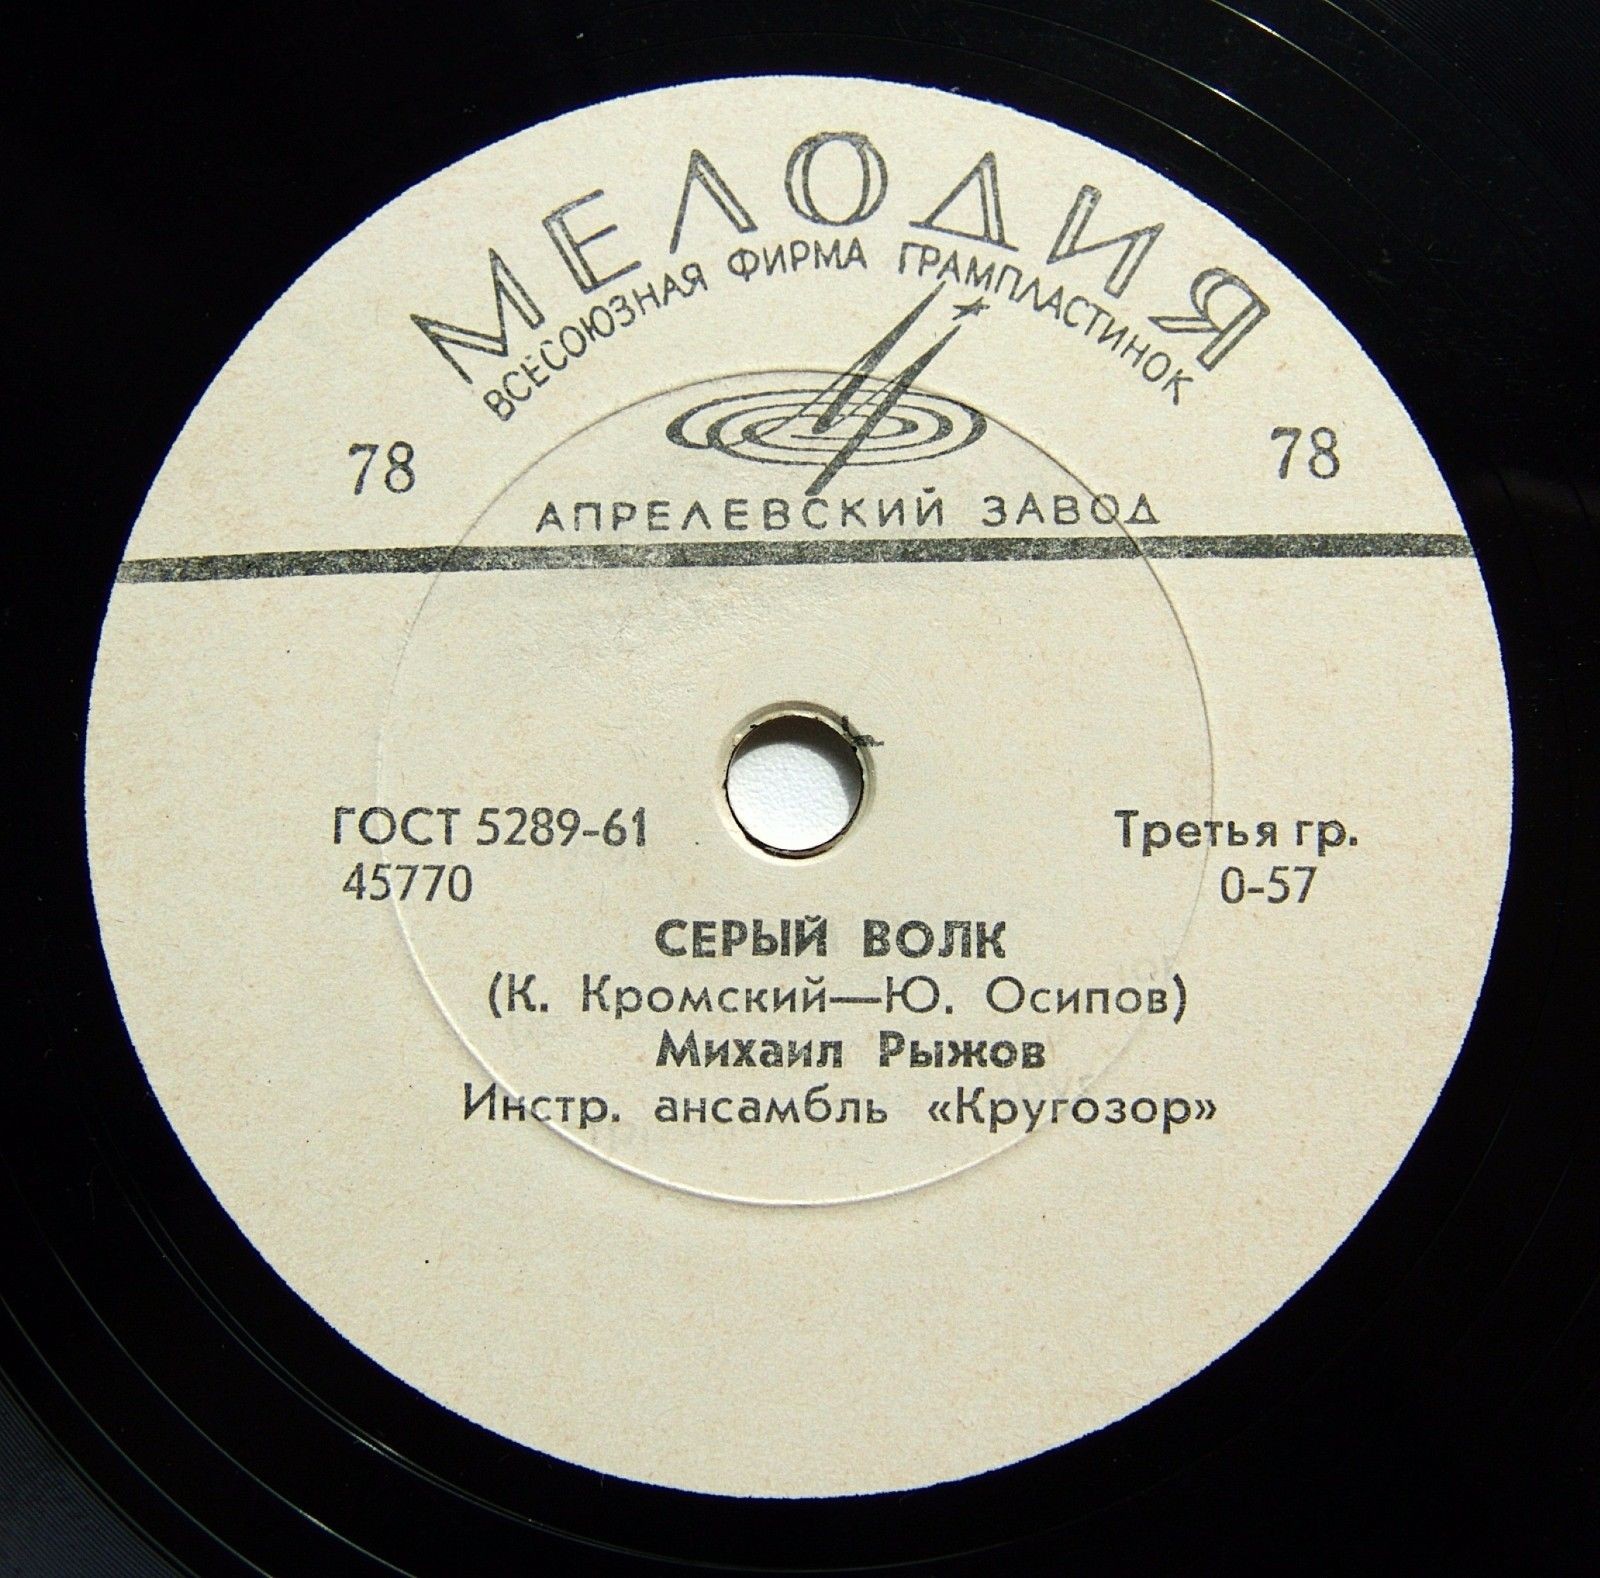 МЕЛОДИЯ
ВСЕСОЮЗНАЯ ФИРМА ГРАМПЛАСТИНОК
78 78
АПРЕЛЕВСКИЙ ЗАВОД
ГОСТ 5289-61 Третья гр.
45770 0-57
СЕРЫЙ ВОЛК
(К. Кромский—Ю. Осипов)
Михаил Рыжов
Инстр. ансамбль «Кругозор»